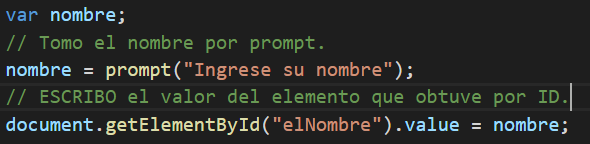 var nombre;
// Tomo el nombre por prompt.
nombre = prompt("Ingrese su nombre");
// ESCRIBO el valor del elemento que obtuve por ID.
document.getElementById("elNombre").value = nombre;